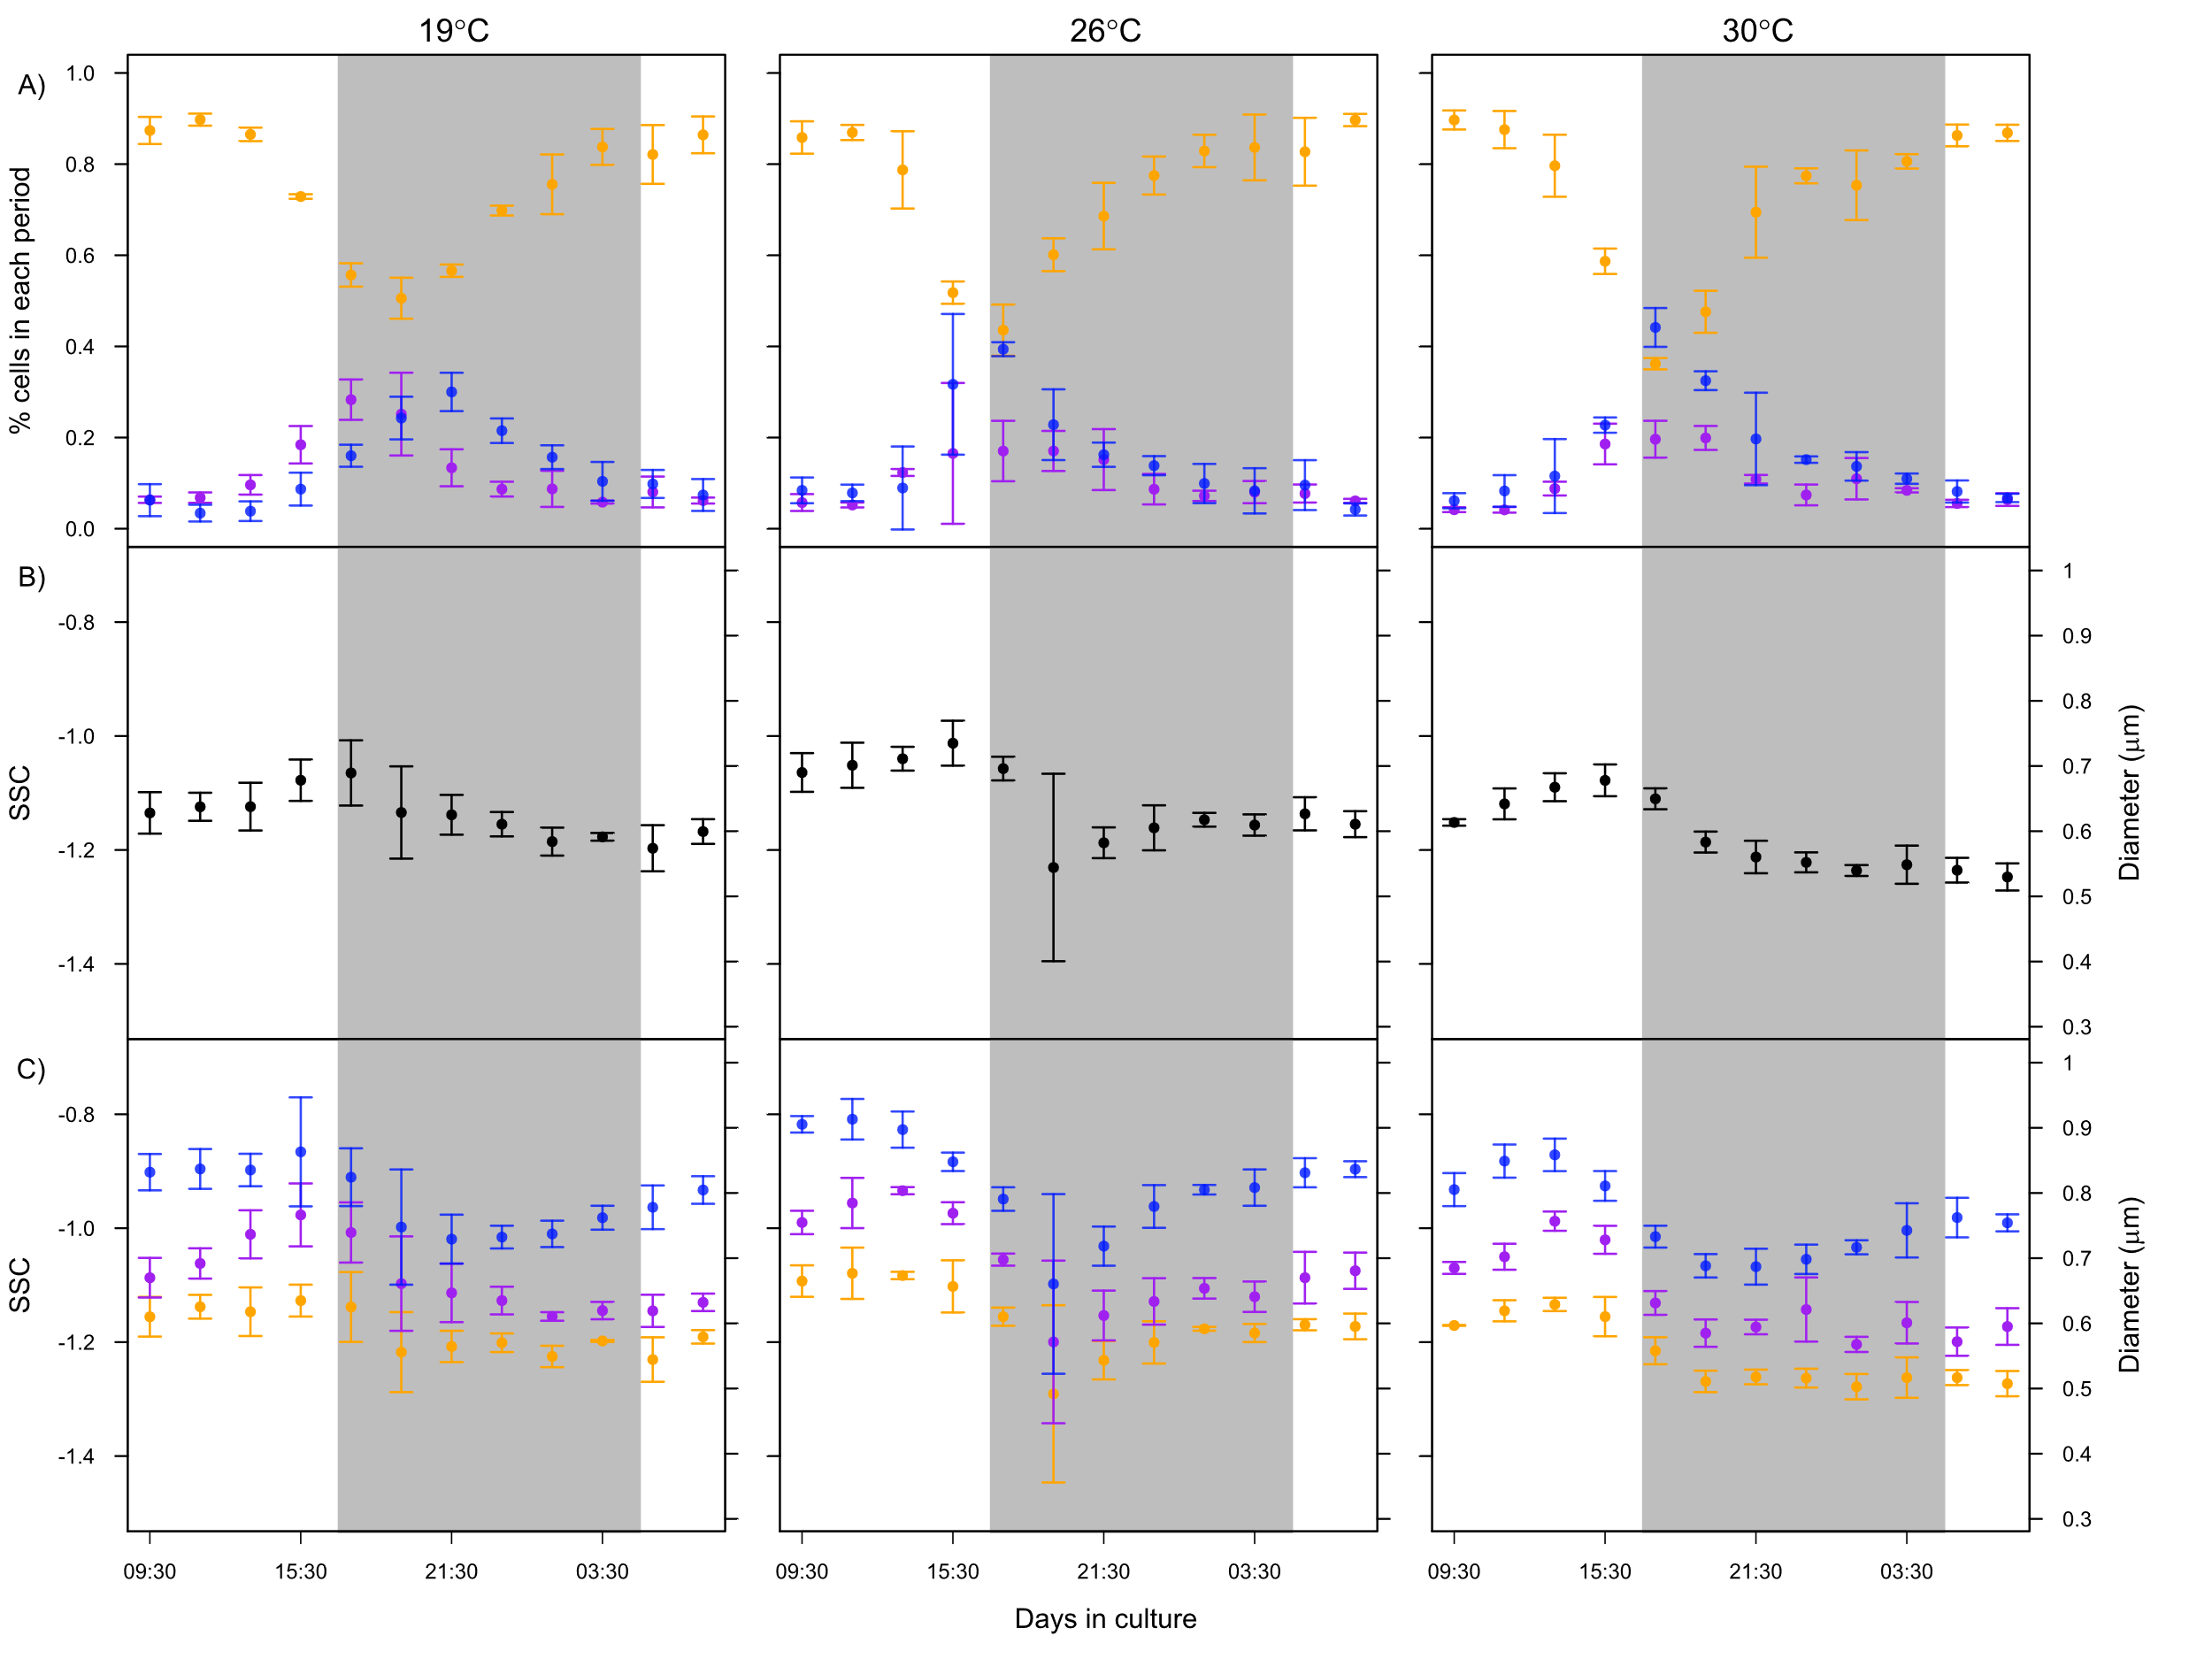 19°C 26°C 30°C
A)
% cells in each period
1.0
0.8
0.6
0.4
0.2
0.0
B)
SSC
-0.8
-1.0
-1.2
-1.4
1
0.9
0.8
0.7
0.6
0.5
0.4
0.3
Diameter (μm)
C)
SSC
-0.8
-1.0
-1.2
-1.4
1
0.9
0.8
0.7
0.6
0.5
0.4
0.3
Diameter (μm)
09:30 15:30 21:30 03:30 09:30 15:30 21:30 03:30 09:30 15:30 21:30 03:30
Days in culture